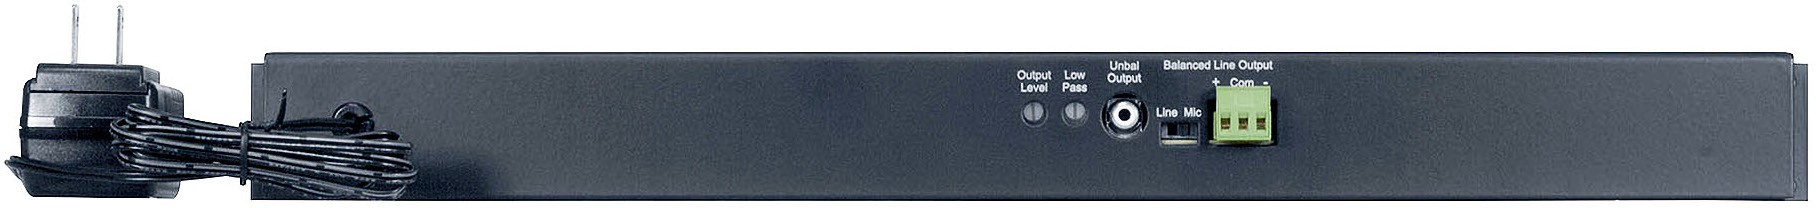 Output
Level
Low
Pass
Unbal
Output
Balanced Line Output
+ Com -
Line Mic